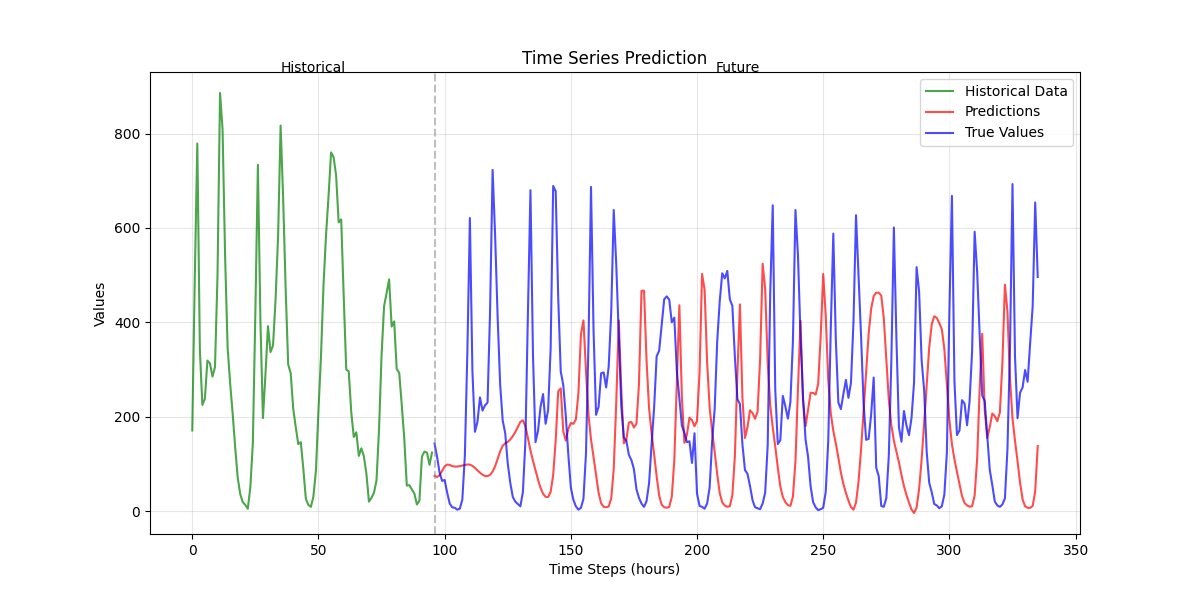 Time Series Prediction
Historical
Future
Historical Data
Predictions
True Values
Values
800
600
400
200
0
0
50
100
150
200
250
300
350
Time Steps (hours)